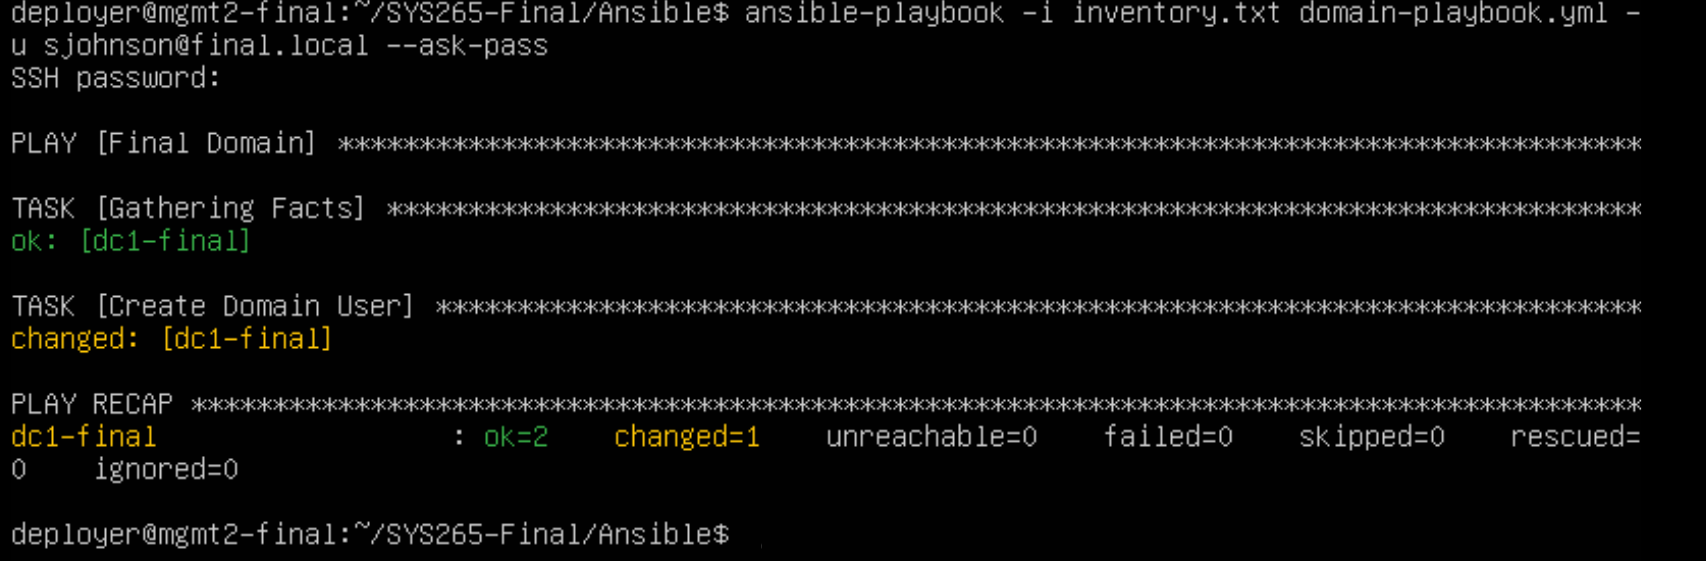 deployer@mgmt2-final:~/SYS265-Final/Ansible$ ansible-playbook -i inventory.txt domain-playbook.yml -
u sjohnson@final.local --ask-pass
SSH password:
PLAY [Final Domain] ********************************************************************************
TASK [Gathering Facts] *****************************************************************************
ok: [dc1-final]
TASK [Create Domain User] **************************************************************************
changed: [dc1-final]
PLAY RECAP *****************************************************************************************
dc1-final                  : ok=2    changed=1    unreachable=0    failed=0    skipped=0    rescued=
0    ignored=0
deployer@mgmt2-final:~/SYS265-Final/Ansible$